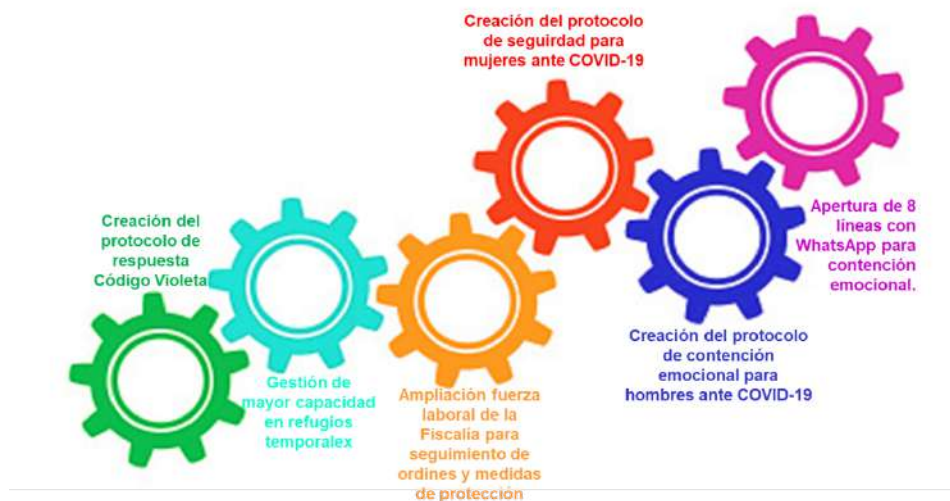 Creación del protocolo
de seguirdad para
mujeres ante COVID-19
Creación del
protocolo de
respuesta
Código Violeta
Apertura de 8
líneas con
WhatsApp para
contención
emocional.
Creación del protocolo
de contención
emocional para
hombres ante COVID-19
Gestión de
mayor capacidad
en refugios
temporalex
Ampliación fuerza
laboral de la
Fiscalía para
seguimiento de
ordines y medidas
de protección